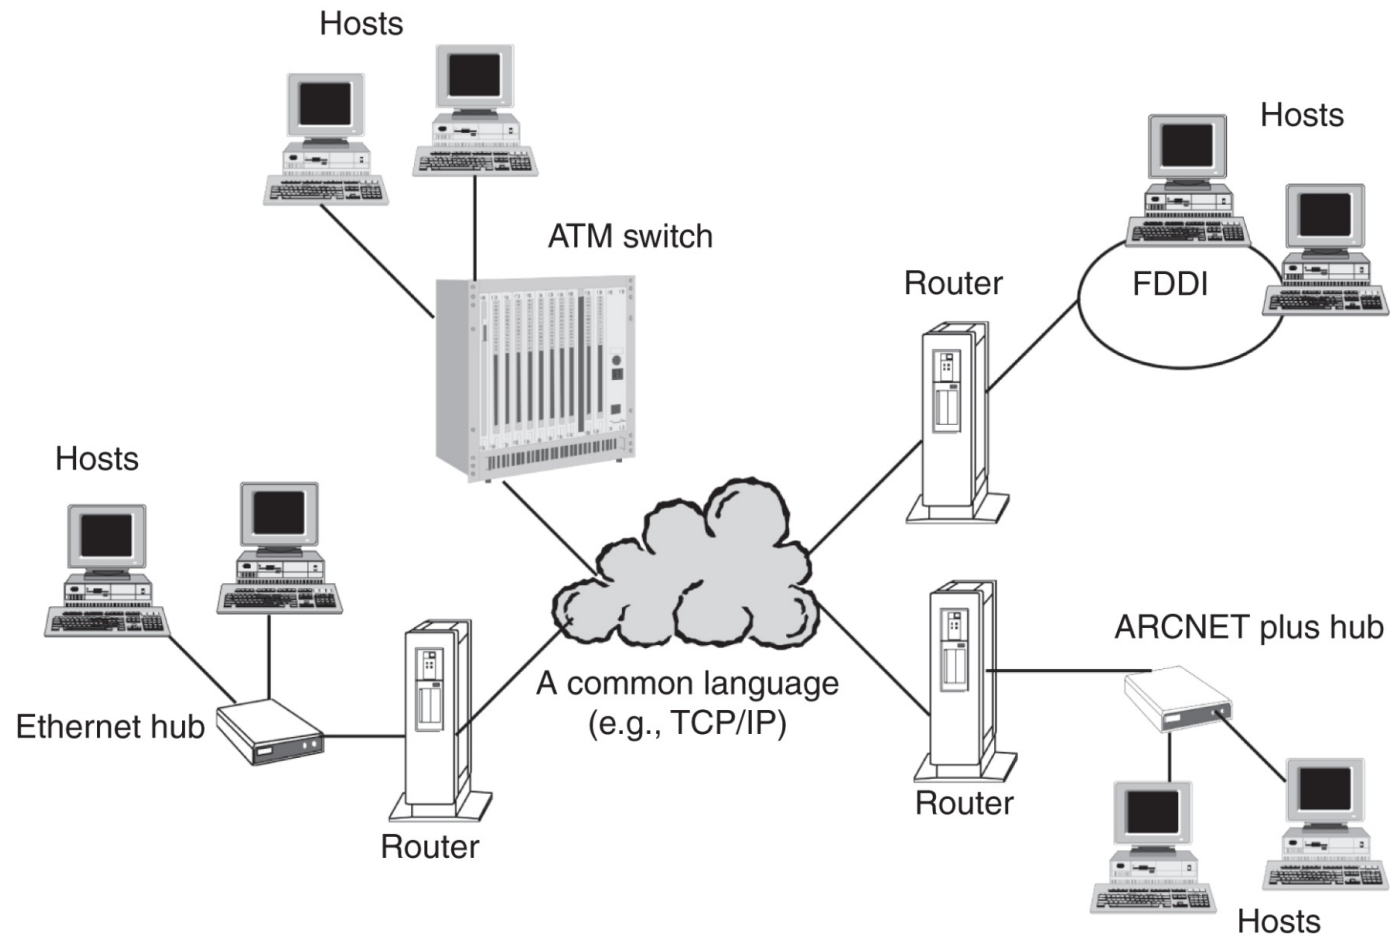 Hosts
Hosts
ATM switch
Router
FDDI
Hosts
ARCNET plus hub
A common language
(e.g., TCP/IP)
Ethernet hub
Router
Router
Hosts